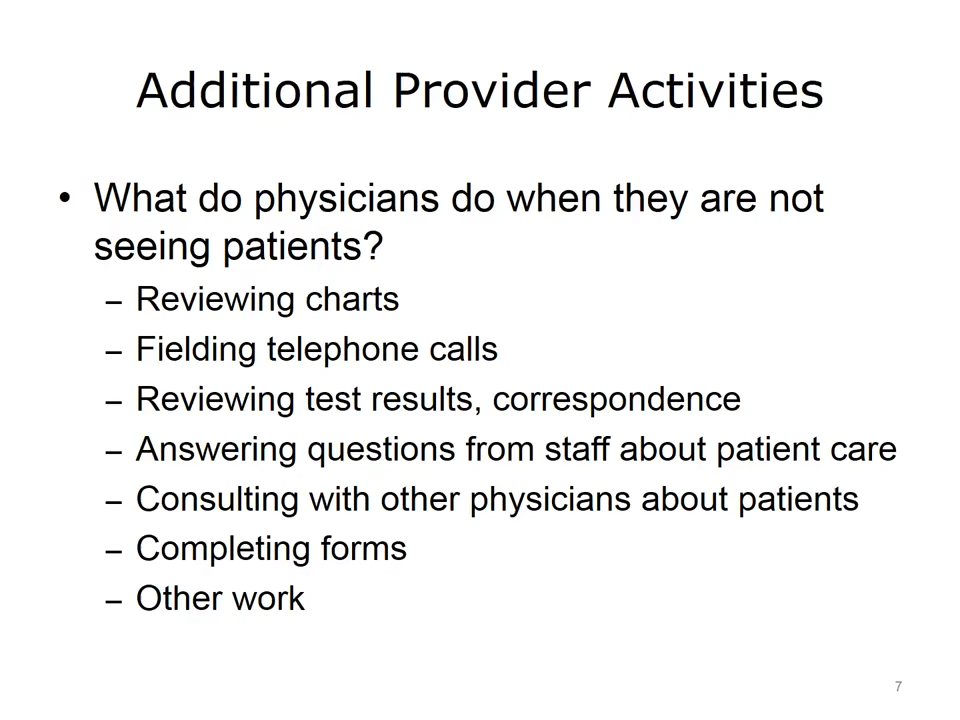 Additional Provider Activities
• What do physicians do when they are not
seeing patients?
– Reviewing charts
– Fielding telephone calls
– Reviewing test results, correspondence
– Answering questions from staff about patient care
– Consulting with other physicians about patients
– Completing forms
– Other work
7